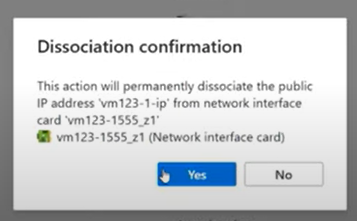 Dissociation confirmation
This action will permanently dissociate the public
IP address 'vm123-1-ip' from network interface
card 'vm123-1555_z1'
vm123-1555_z1 (Network interface card)
Yes
No